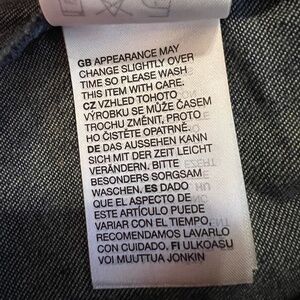 GB APPEARANCE MAY
CHANGE SLIGHTLY OVER
TIME SO PLEASE WASH
THIS ITEM WITH CARE.
CZ VZHLED TOHOTO
VÝROBKU SE MŮŽE ČASEM
TROCHU ZMĚNIT, PROTO
HO ČISTĚTE OPATRNĚ.
DE DAS AUSSEHEN KANN
SICH MIT DER ZEIT LEICHT
VERÄNDERN. BITTE
BESONDERS SORGSAM
WASCHEN. ES DADO
QUE EL ASPECTO DE
ESTE ARTÍCULO PUEDE
VARIAR CON EL TIEMPO,
RECOMENDAMOS LAVARLO
CON CUIDADO. FI ULKOASU
VOI MUUTTUA JONKIN